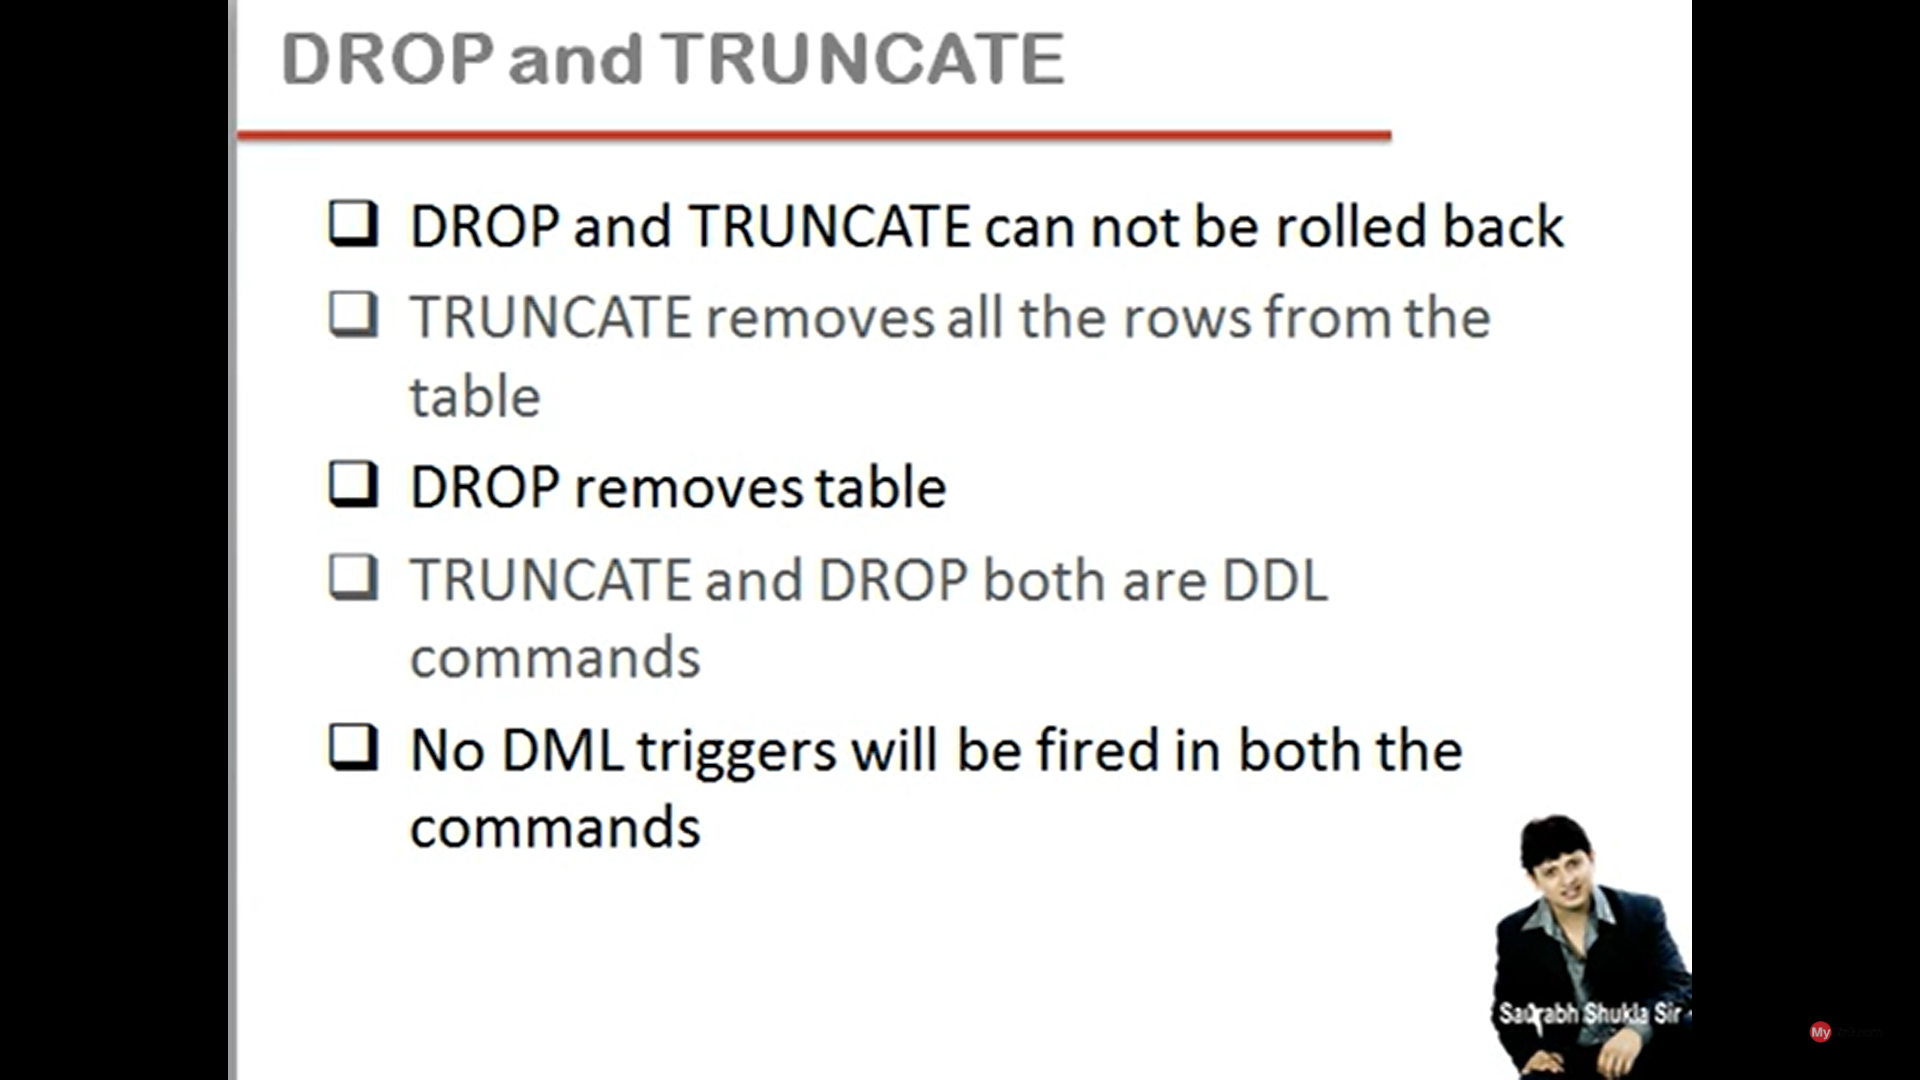 DROP and TRUNCATE
DROP and TRUNCATE can not be rolled back
TRUNCATE removes all the rows from the
table
DROP removes table
TRUNCATE and DROP both are DDL
commands
No DML triggers will be fired in both the
commands
Saurabh Shukla Sir
My